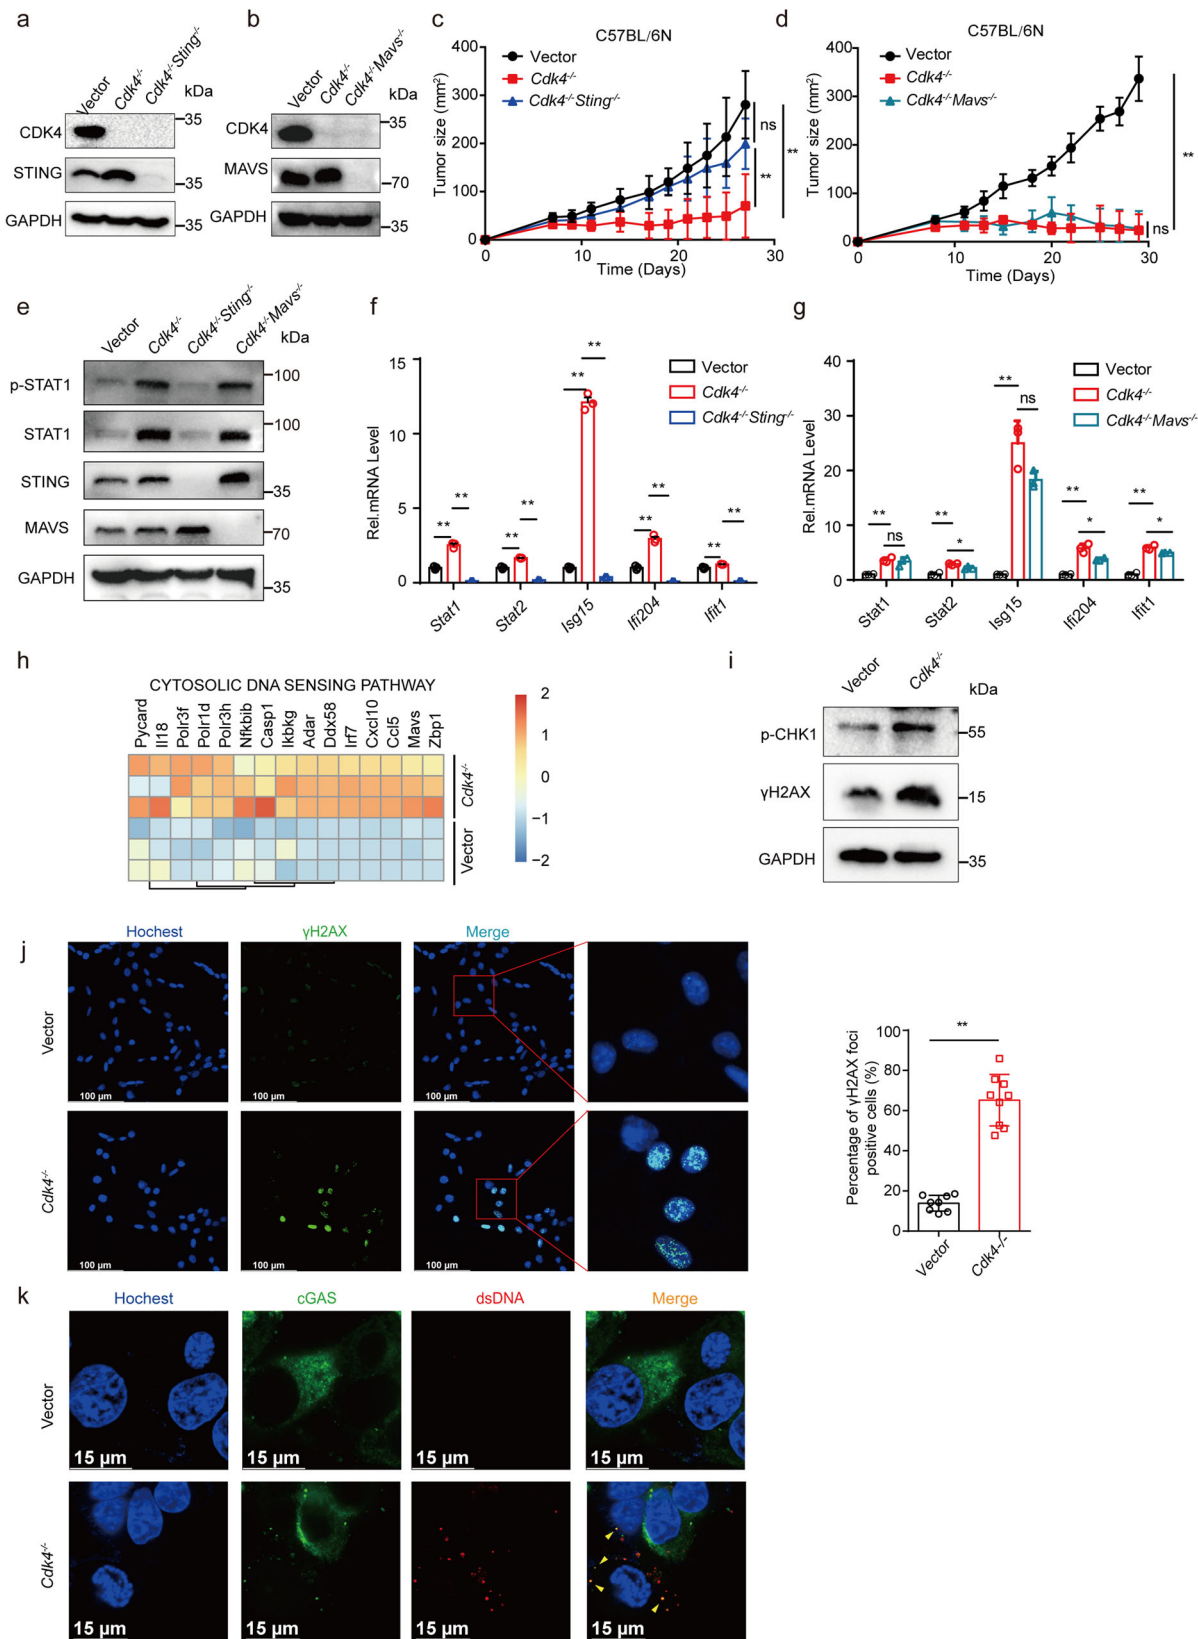 a
Vector
Cdk4-/-
Cdk4-/-Sting-/-
kDa
CDK4
35
STING
35
GAPDH
35
b
Vector
Cdk4-/-
Cdk4-/-Mavs-/-
kDa
CDK4
35
MAVS
70
GAPDH
35
c
C57BL/6N
Vector
Cdk4-/-
Cdk4-/-Sting-/-
Tumor size (mm²)
400
300
200
100
0
0
10
20
30
Time (Days)
ns
**
**
d
C57BL/6N
Vector
Cdk4-/-
Cdk4-/-Mavs-/-
Tumor size (mm²)
400
300
200
100
0
0
10
20
30
Time (Days)
ns
**
e
Vector
Cdk4-/-
Cdk4-/-Sting-/-
Cdk4-/-Mavs-/-
kDa
p-STAT1
100
STAT1
100
STING
35
MAVS
70
GAPDH
35
f
Rel.mRNA Level
15
10
5
0
Vector
Cdk4-/-
Cdk4-/-Sting-/-
** **
** **
** **
** **
** **
Stat1
Stat2
Isg15
Ifi204
Ifit1
g
Rel.mRNA Level
40
30
20
10
0
Vector
Cdk4-/-
Cdk4-/-Mavs-/-
** ns
** *
** ns
** *
** *
Stat1
Stat2
Isg15
Ifi204
Ifit1
h
CYTOSOLIC DNA SENSING PATHWAY
Pycard
Il18
Polr3f
Polr1d
Polr3h
Nfkbib
Casp1
Ikbkg
Adar
Ddx58
Irf7
Cxcl10
Ccl5
Mavs
Zbp1
Cdk4-/-
Vector
2
1
0
−1
−2
i
Vector
Cdk4-/-
kDa
p-CHK1
55
γH2AX
15
GAPDH
35
j
Hochest
γH2AX
Merge
Vector
100 μm
100 μm
100 μm
Cdk4-/-
100 μm
100 μm
100 μm
Percentage of γH2AX foci
positive cells (%)
100
80
60
40
20
0
**
Vector
Cdk4-/-
k
Hochest
cGAS
dsDNA
Merge
Vector
15 μm
15 μm
15 μm
15 μm
Cdk4-/-
15 μm
15 μm
15 μm
15 μm